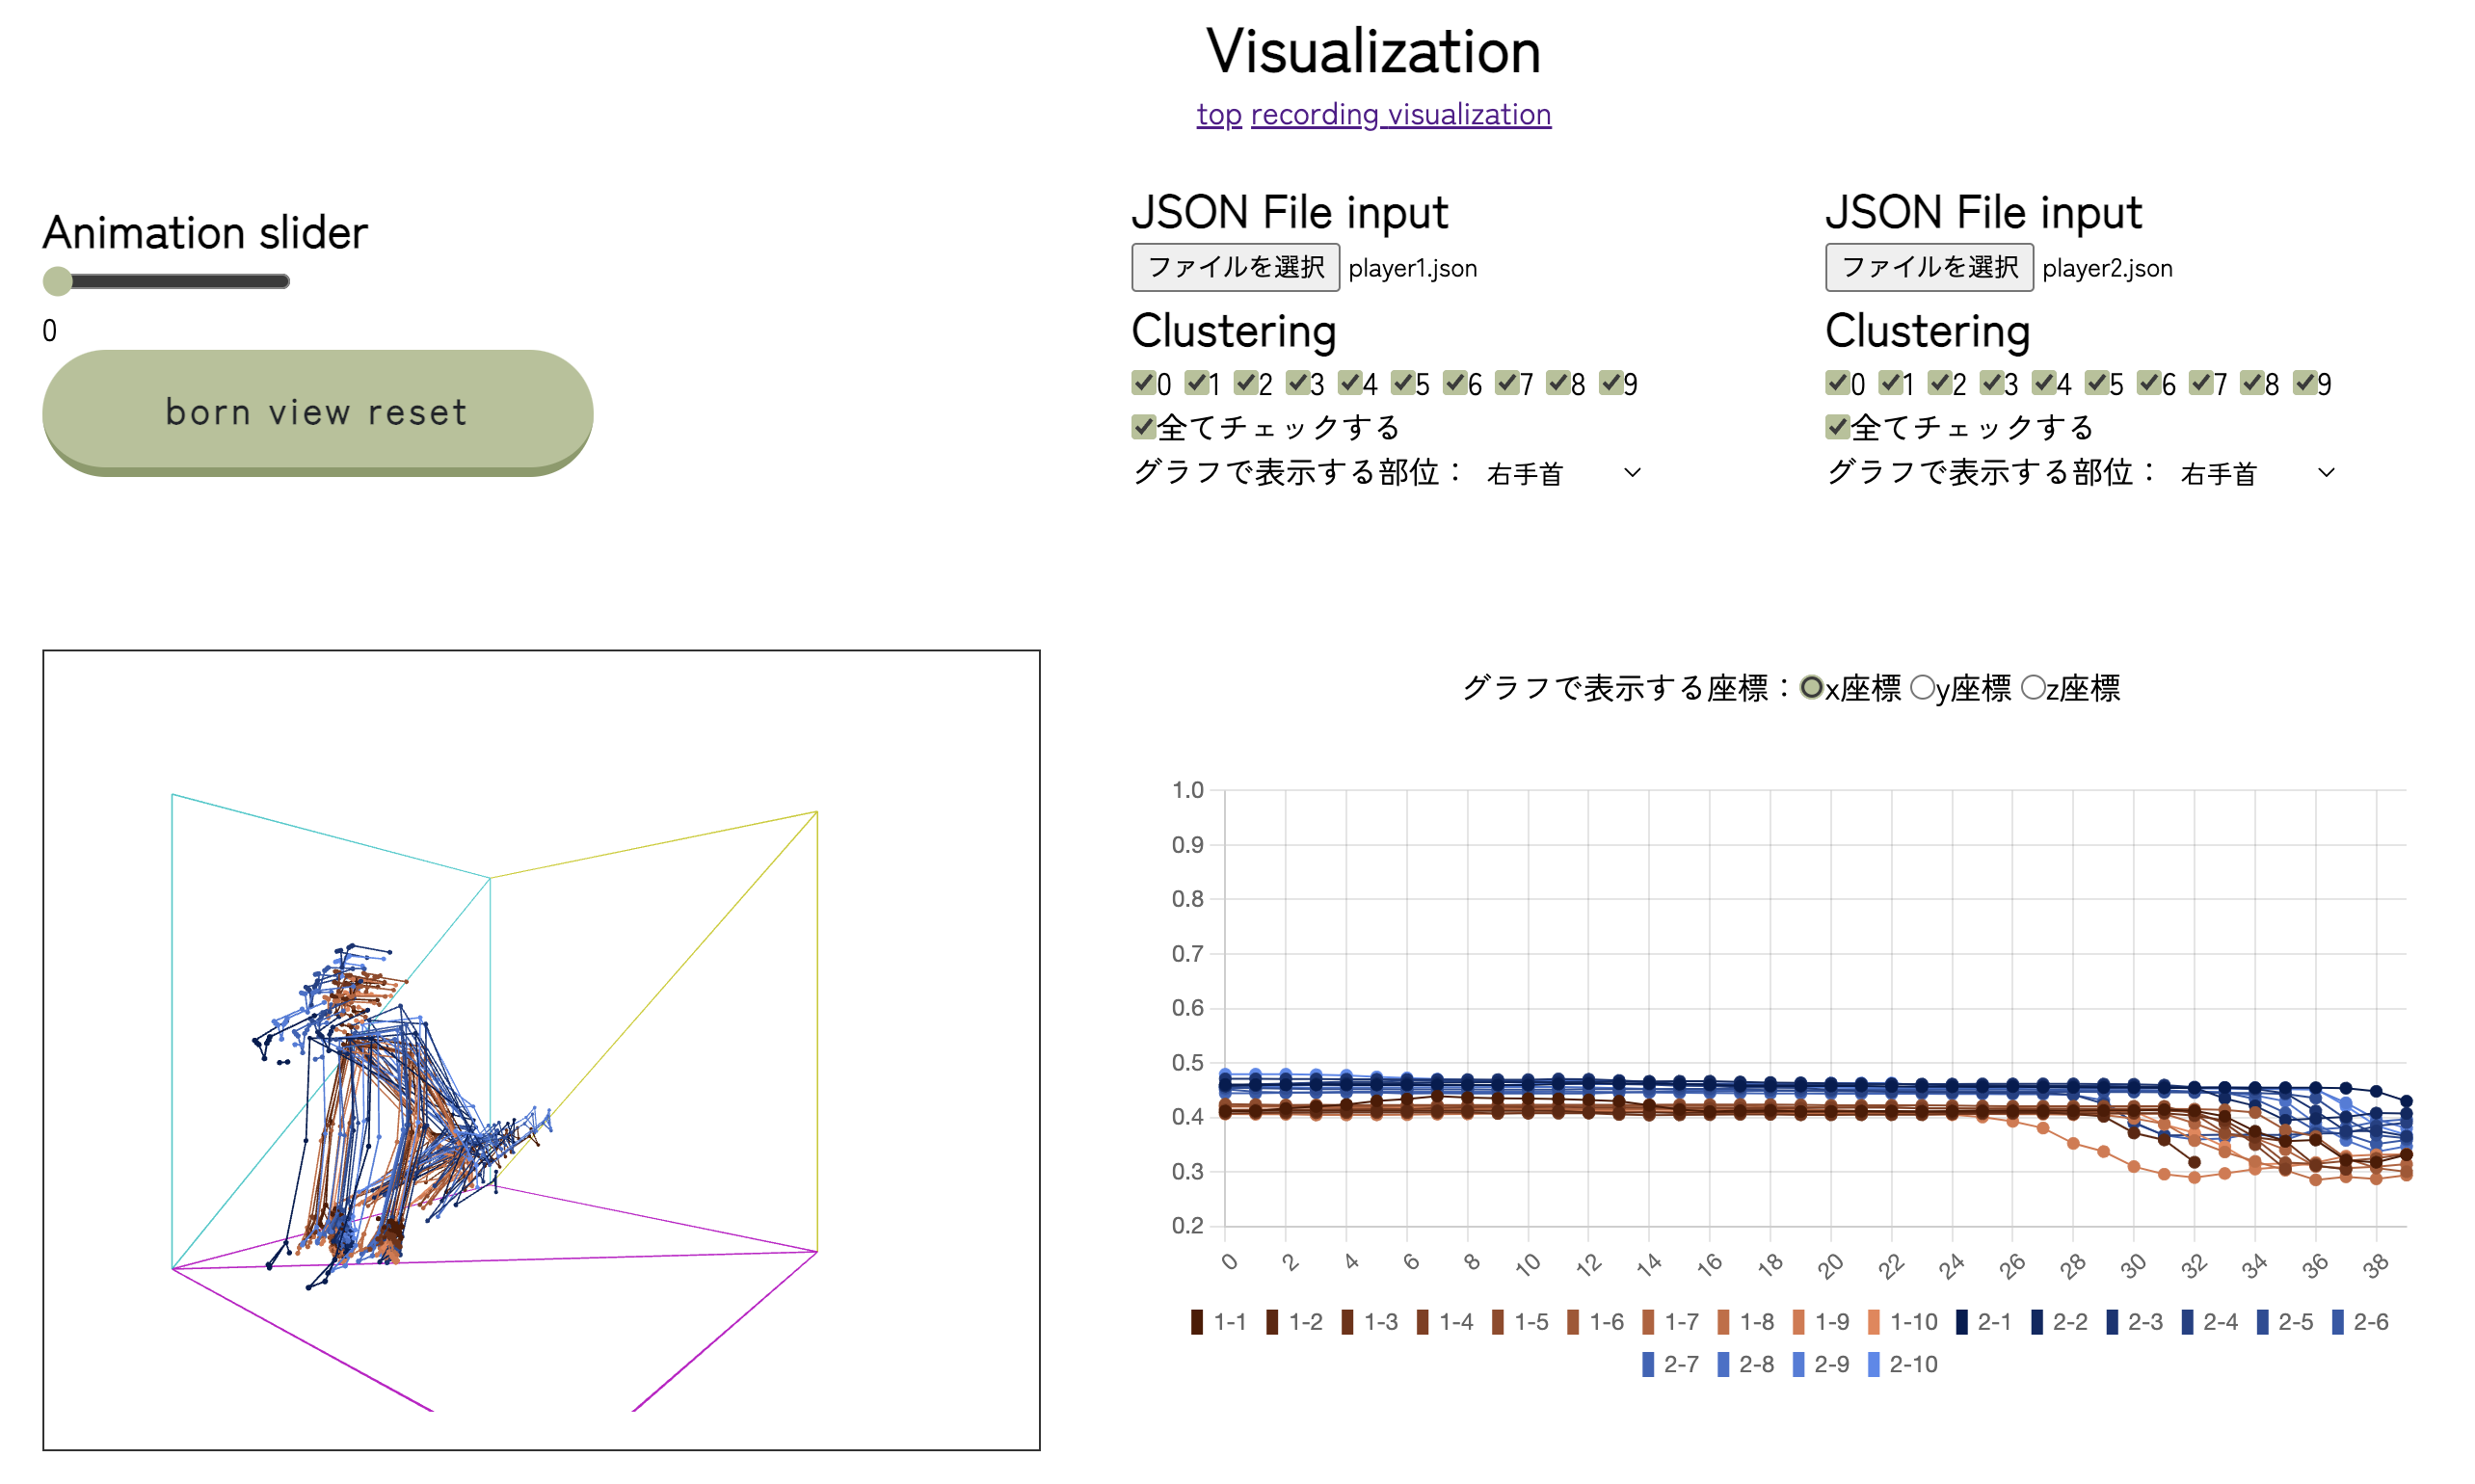 Visualization
top recording visualization
Animation slider
0
born view reset
JSON File input
ファイルを選択 player1.json
Clustering
0 1 2 3 4 5 6 7 8 9
全てチェックする
グラフで表示する部位： 右手首
JSON File input
ファイルを選択 player2.json
Clustering
0 1 2 3 4 5 6 7 8 9
全てチェックする
グラフで表示する部位： 右手首
グラフで表示する座標：x座標 y座標 z座標
1.0
0.9
0.8
0.7
0.6
0.5
0.4
0.3
0.2
0 2 4 6 8 10 12 14 16 18 20 22 24 26 28 30 32 34 36 38
1-1 1-2 1-3 1-4 1-5 1-6 1-7 1-8 1-9 1-10 2-1 2-2 2-3 2-4 2-5 2-6
2-7 2-8 2-9 2-10